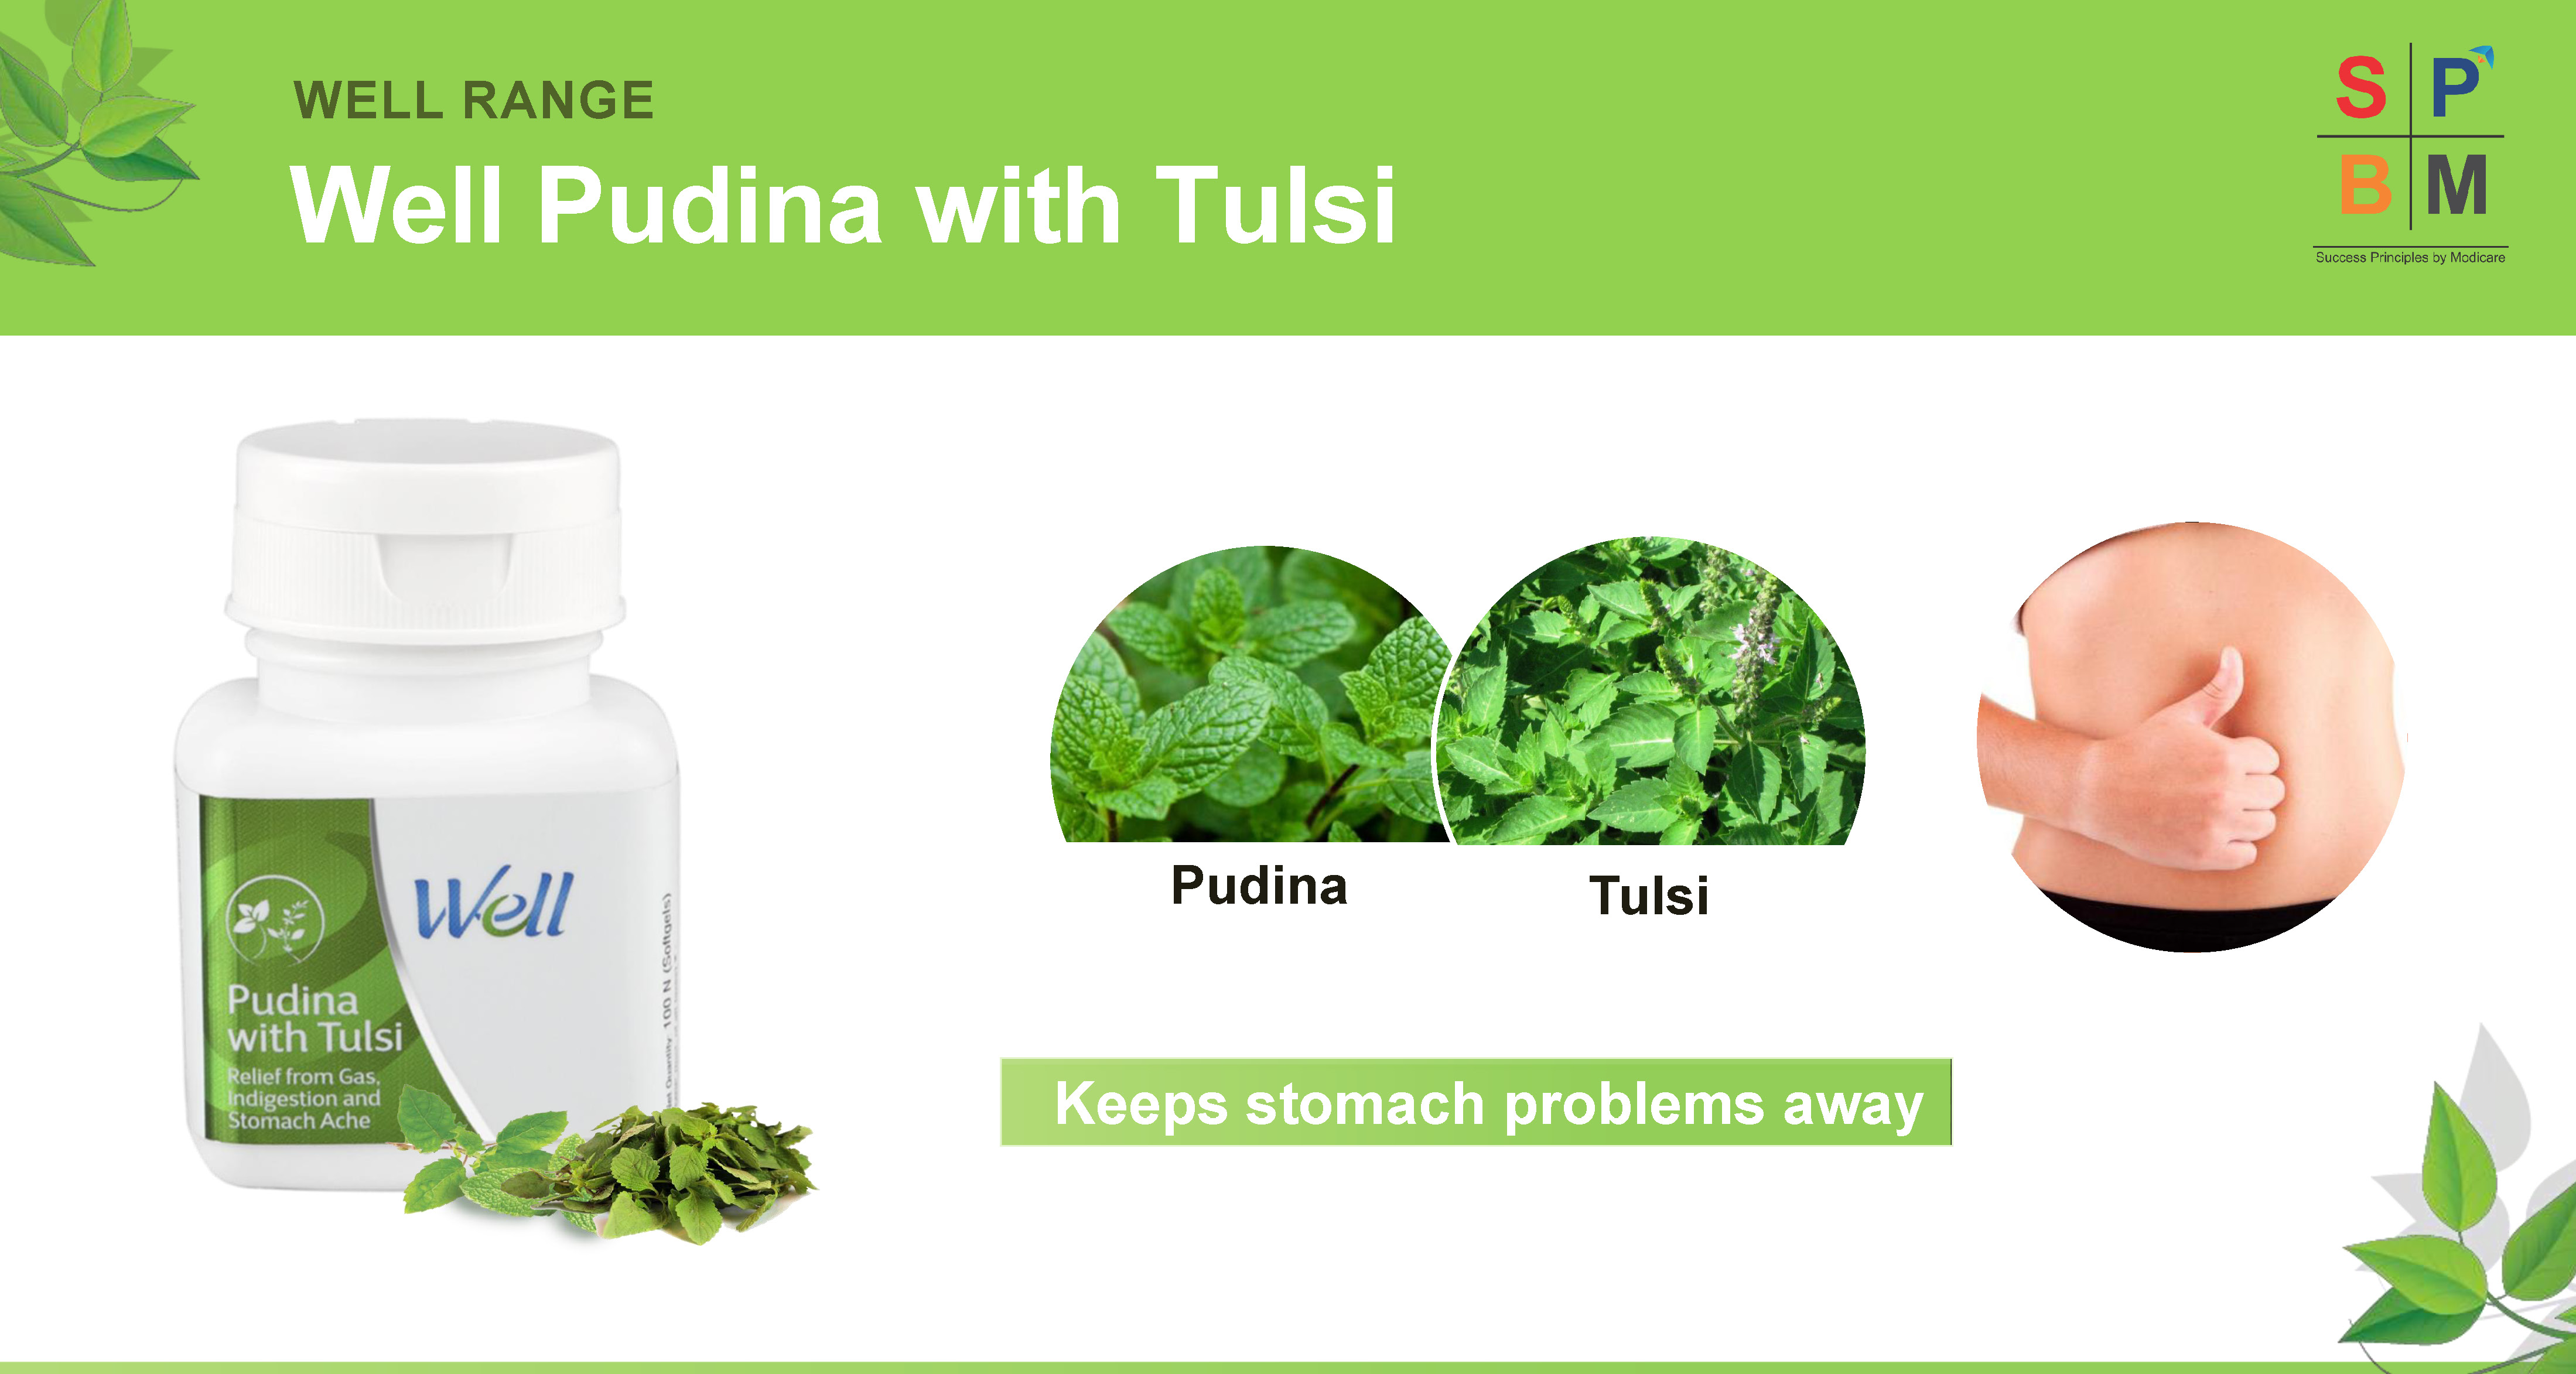 WELL RANGE
Well Pudina with Tulsi
S P
B M
Success Principles by Modicare
Well
Pudina
with Tulsi
Relief from Gas,
Indigestion and
Stomach Ache
Quantity: 100 N (Softgels)
Pudina
Tulsi
Keeps stomach problems away